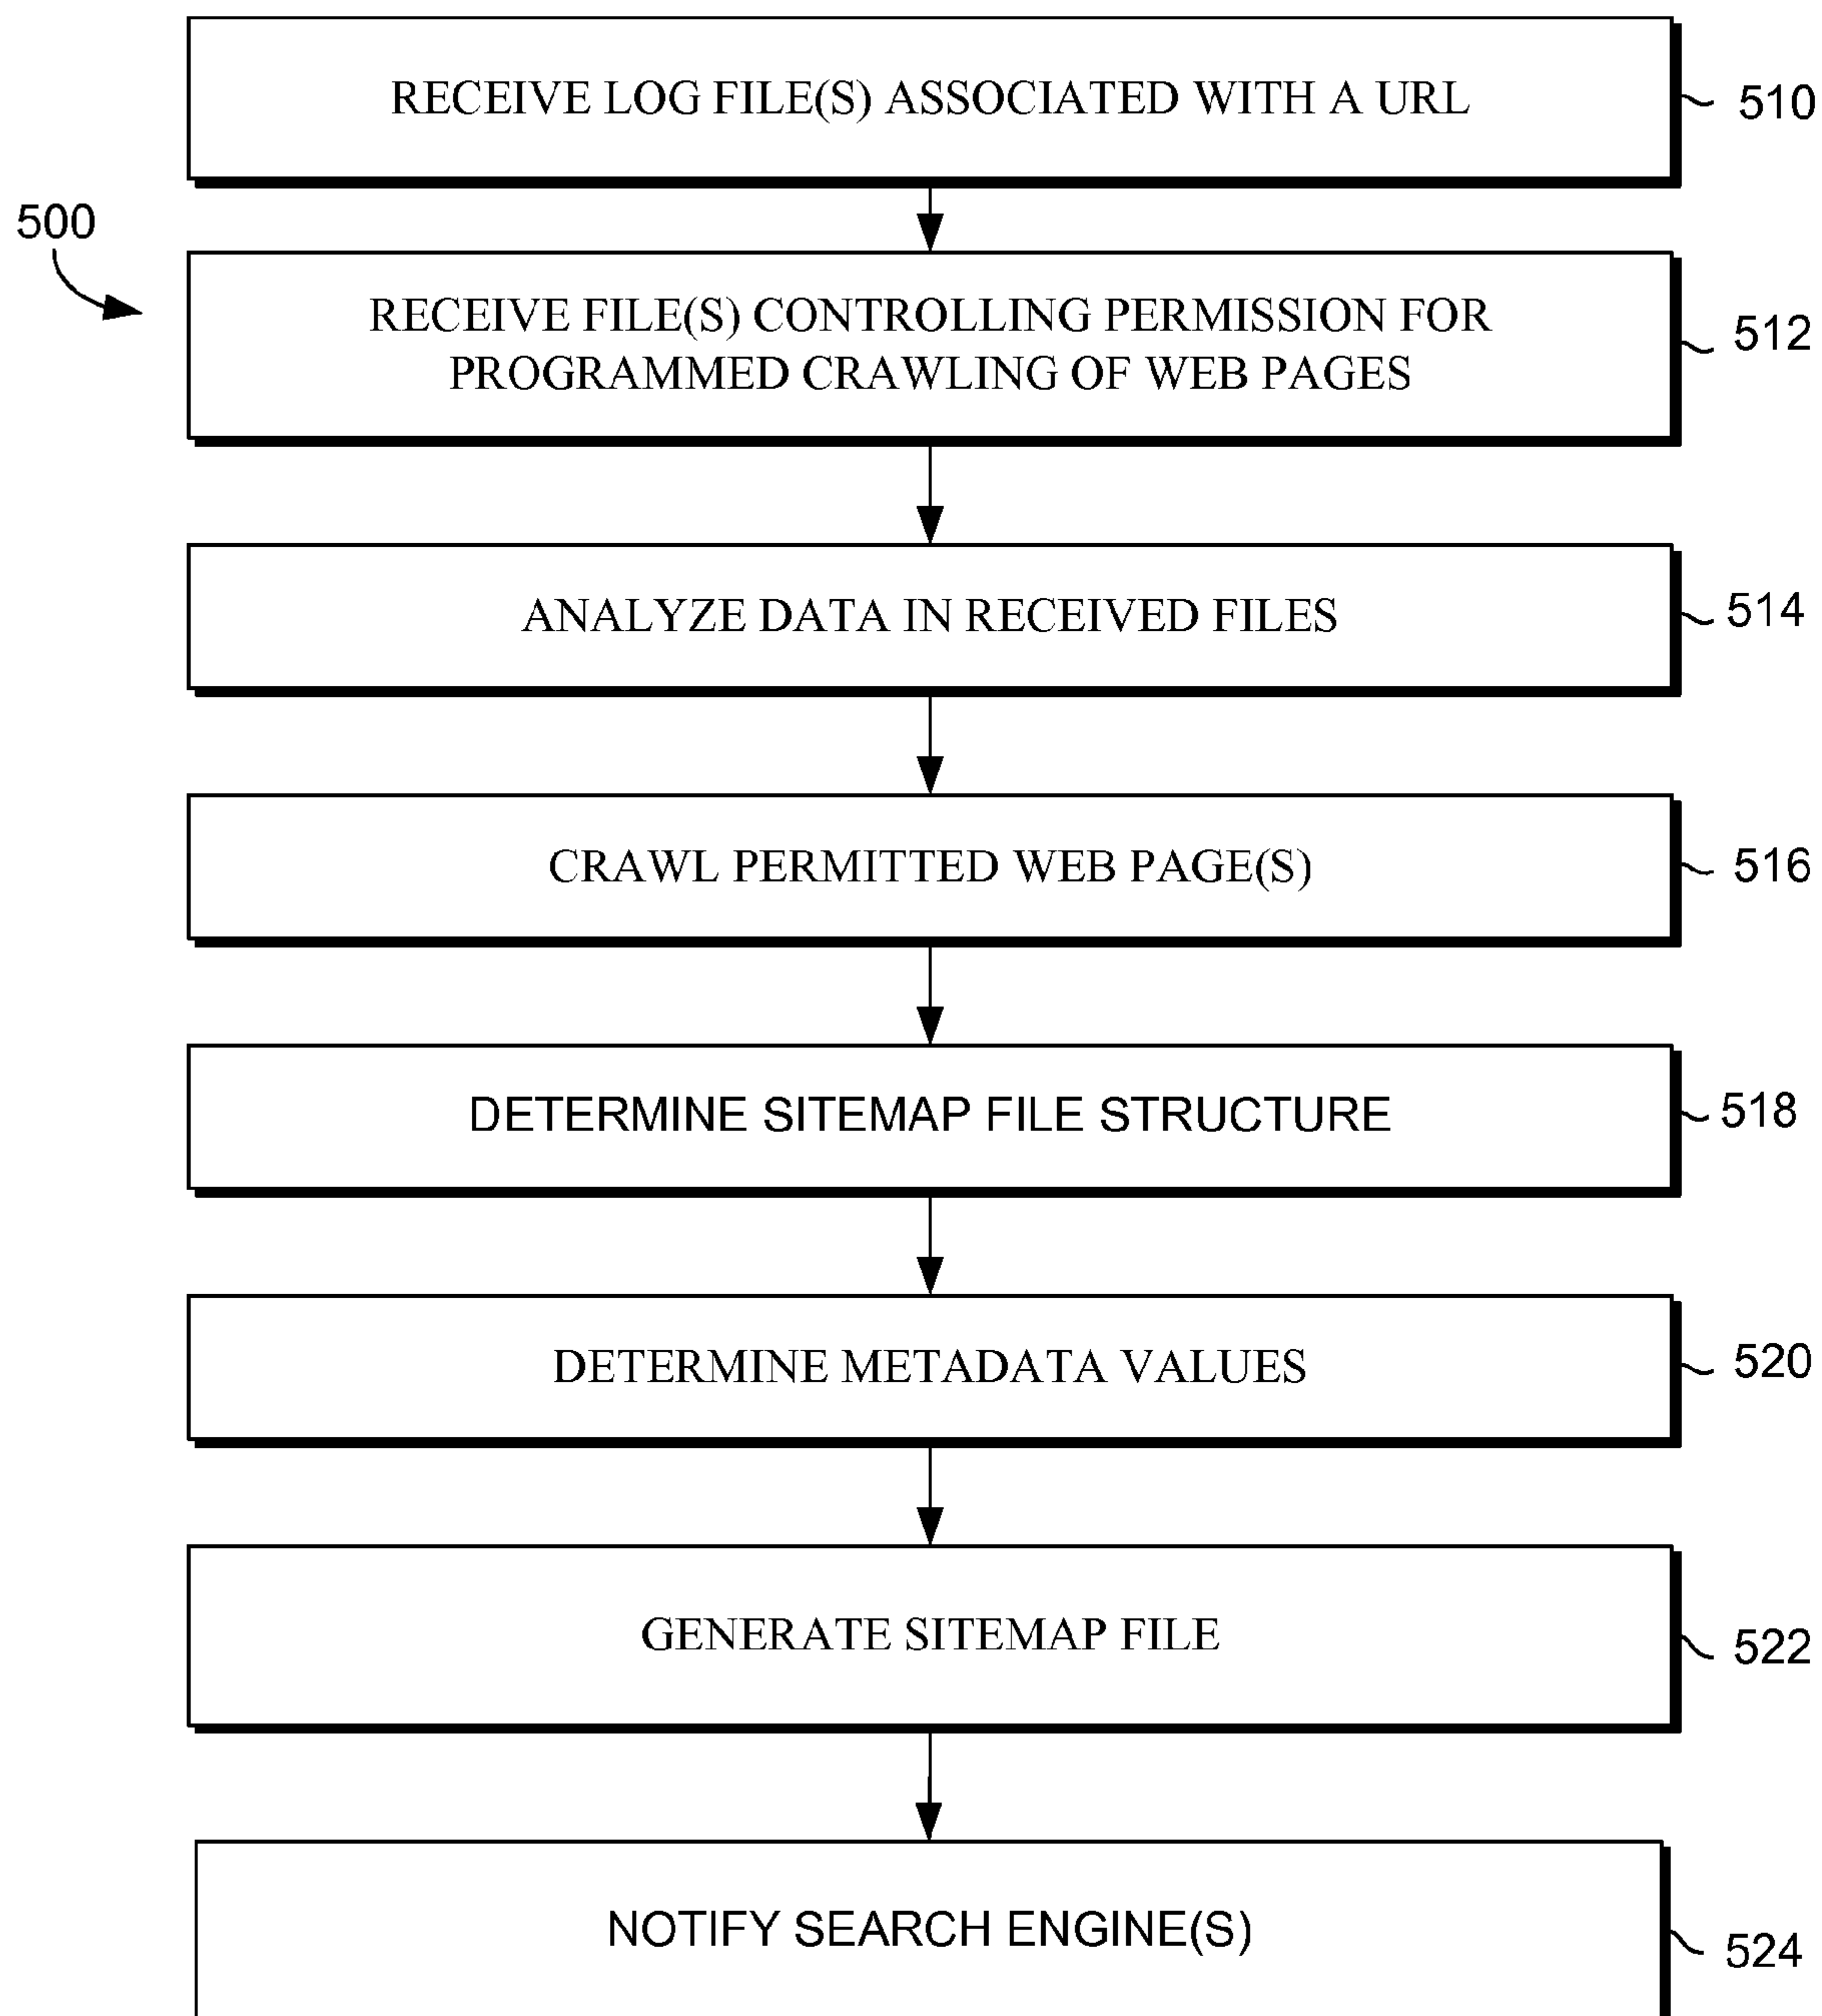 RECEIVE LOG FILE(S) ASSOCIATED WITH A URL
510
500
RECEIVE FILE(S) CONTROLLING PERMISSION FOR
PROGRAMMED CRAWLING OF WEB PAGES
512
ANALYZE DATA IN RECEIVED FILES
514
CRAWL PERMITTED WEB PAGE(S)
516
DETERMINE SITEMAP FILE STRUCTURE
518
DETERMINE METADATA VALUES
520
GENERATE SITEMAP FILE
522
NOTIFY SEARCH ENGINE(S)
524